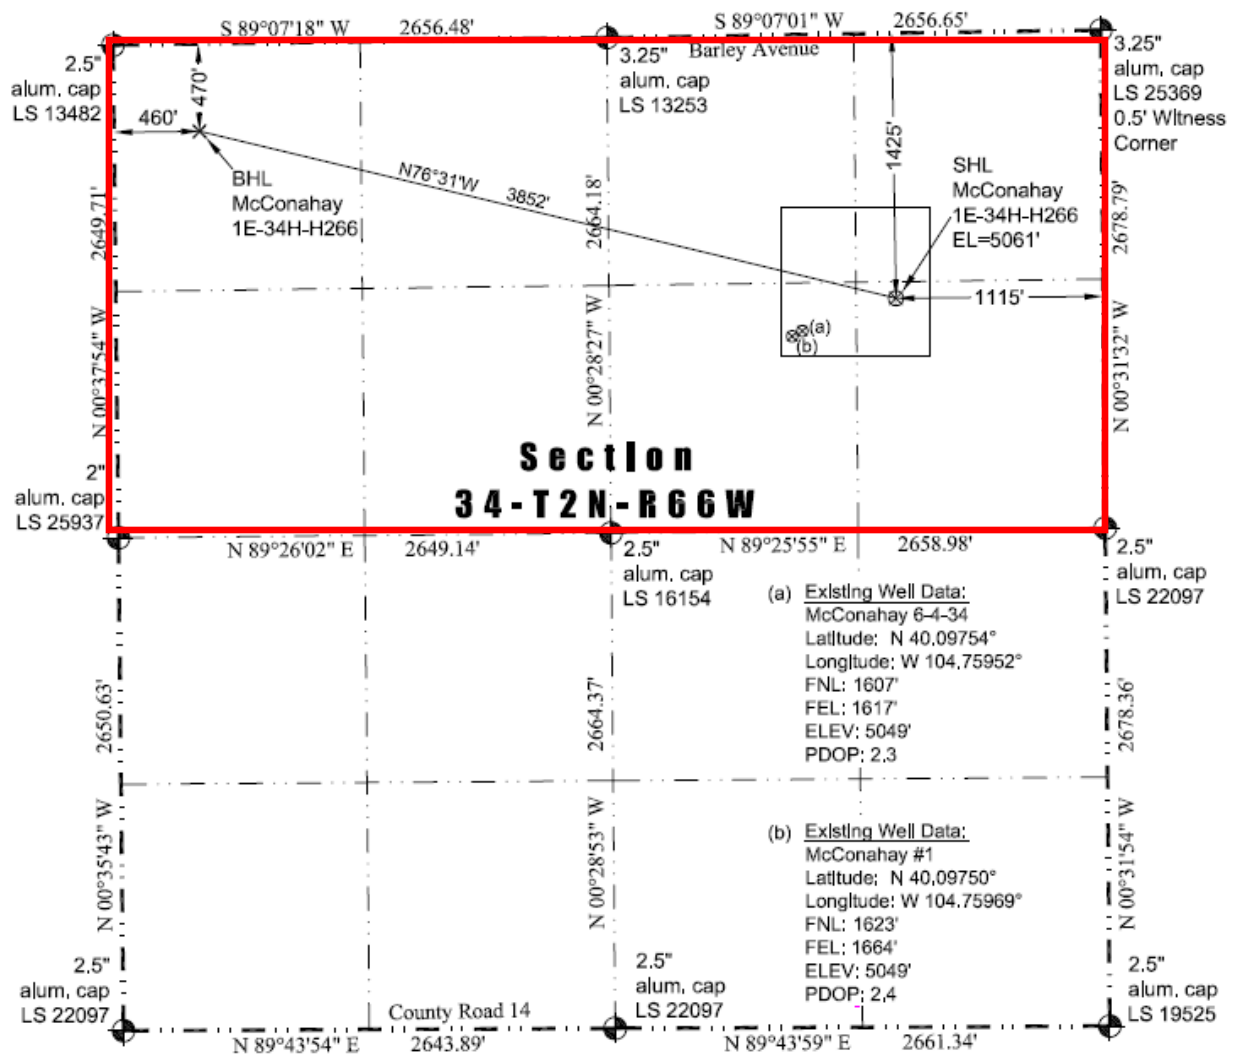 S 89°07'18" W 2656.48' S 89°07'01" W 2656.65'
Barley Avenue
2.5"
alum. cap
LS 13482
3.25"
alum. cap
LS 13253
3.25"
alum. cap
LS 25369
0.5' Witness
Corner
470'
460'
1425'
BHL
McConahay
1E-34H-H266
N76°31'W 3852'
SHL
McConahay
1E-34H-H266
EL=5061'
1115'
2649.71'
2664.18'
2678.79'
(a)
(b)
N 00°37'54" W
N 00°28'27" W
N 00°31'32" W
Section
34-T2N-R66W
2"
alum. cap
LS 25937
N 89°26'02" E 2649.14' N 89°25'55" E 2658.98'
2.5"
alum. cap
LS 16154
2.5"
alum. cap
LS 22097
(a) Existing Well Data:
McConahay 6-4-34
Latitude: N 40.09754°
Longitude: W 104.75952°
FNL: 1607'
FEL: 1617'
ELEV: 5049'
PDOP: 2.3
2650.63'
2664.37'
2678.36'
(b) Existing Well Data:
McConahay #1
Latitude: N 40.09750°
Longitude: W 104.75969°
FNL: 1623'
FEL: 1664'
ELEV: 5049'
PDOP: 2.4
N 00°35'43" W
N 00°28'53" W
N 00°31'54" W
2.5"
alum. cap
LS 22097
2.5"
alum. cap
LS 22097
2.5"
alum. cap
LS 19525
County Road 14
N 89°43'54" E 2643.89' N 89°43'59" E 2661.34'